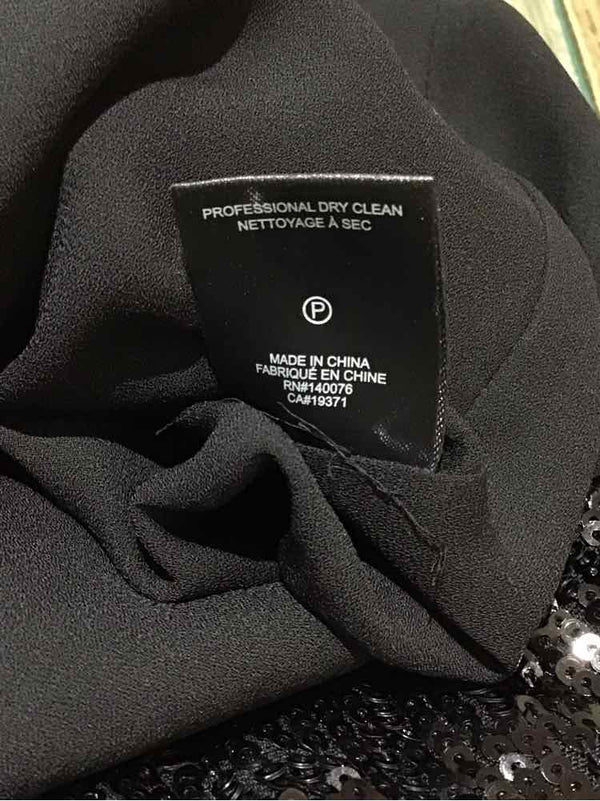 PROFESSIONAL DRY CLEAN
NETTOYAGE À SEC
P
MADE IN CHINA
FABRIQUÉ EN CHINE
RN#140076
CA#19371